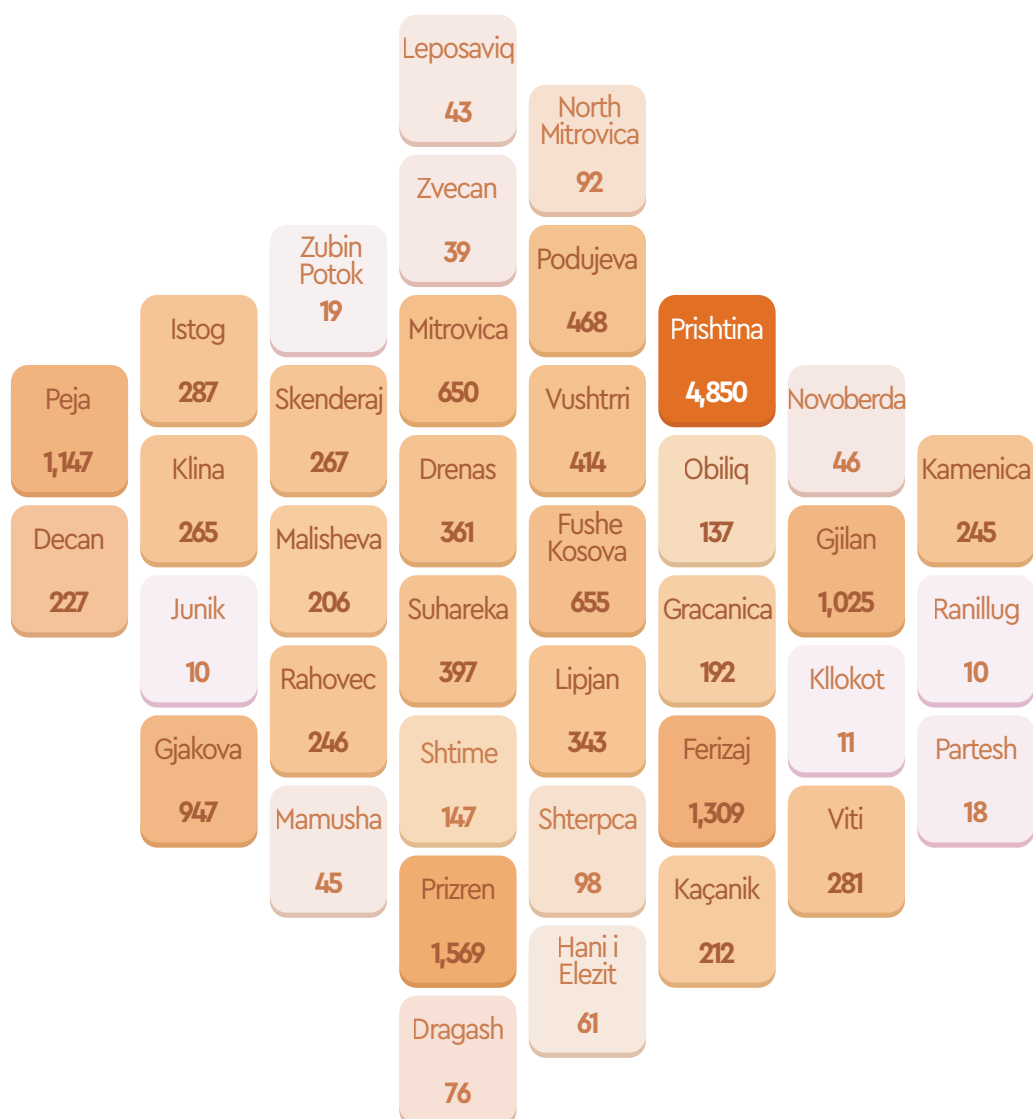 Leposaviq
43
North
Mitrovica
92
Zvecan
39
Zubin
Potok
19
Podujeva
468
Istog
287
Mitrovica
650
Prishtina
4,850
Peja
1,147
Skenderaj
267
Vushtrri
414
Novoberda
46
Klina
265
Drenas
361
Obiliq
137
Kamenica
245
Decan
227
Malisheva
206
Fushe
Kosova
655
Gjilan
1,025
Junik
10
Suhareka
397
Gracanica
192
Ranillug
10
Rahovec
246
Lipjan
343
Kllokot
11
Gjakova
947
Shtime
147
Ferizaj
1,309
Partesh
18
Mamusha
45
Shterpca
98
Viti
281
Prizren
1,569
Kaçanik
212
Hani i
Elezit
61
Dragash
76